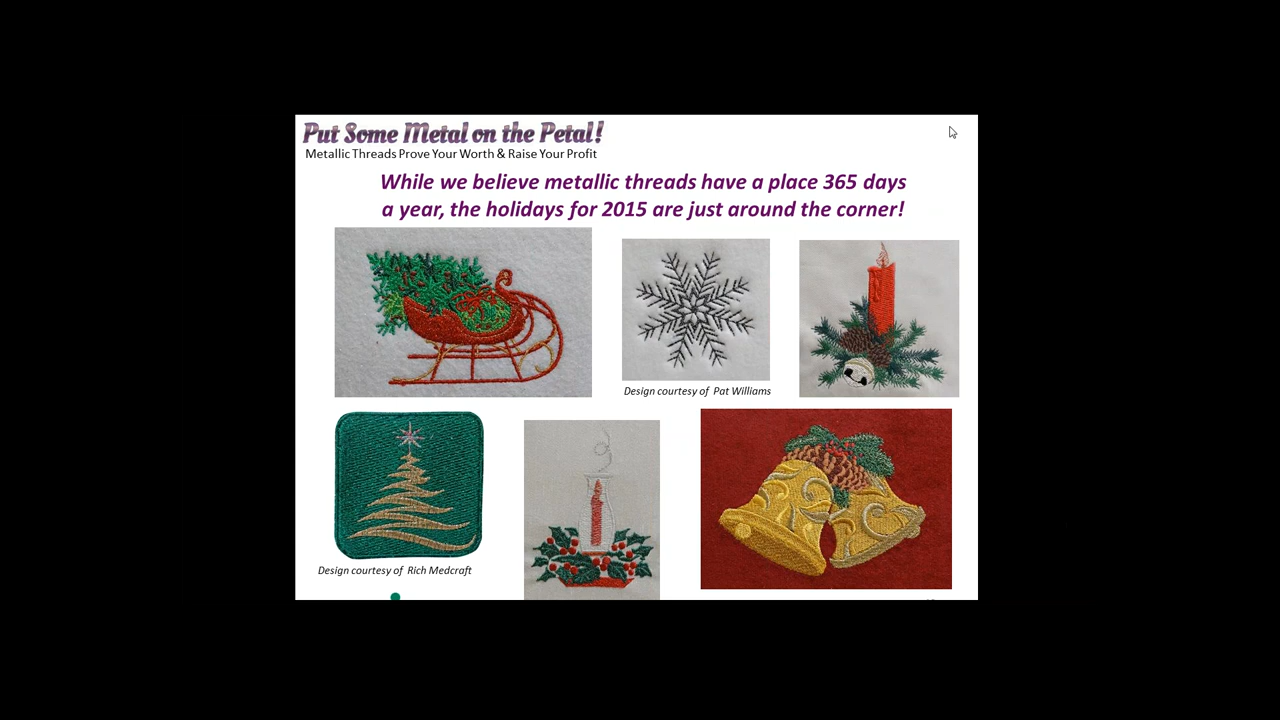 Put Some Metal on the Petal!
Metallic Threads Prove Your Worth & Raise Your Profit
While we believe metallic threads have a place 365 days
a year, the holidays for 2015 are just around the corner!
Design courtesy of Pat Williams
Design courtesy of Rich Medcraft